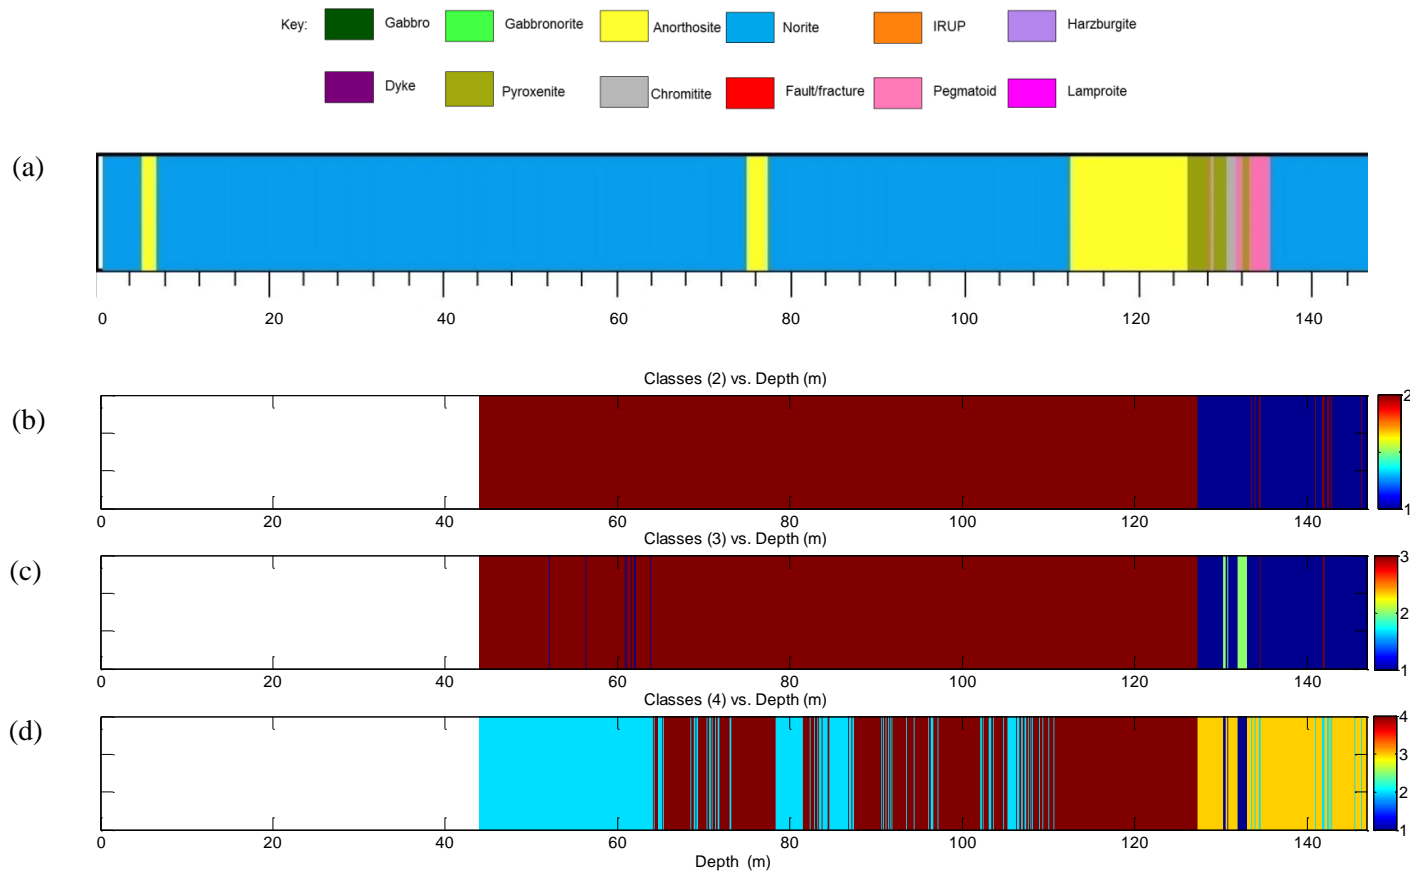 Key: Gabbro Gabbronorite Anorthosite Norite IRUP Harzburgite
Dyke Pyroxenite Chromitite Fault/fracture Pegmatoid Lamproite
(a)
0 20 40 60 80 100 120 140
Classes (2) vs. Depth (m)
(b)
2
1
0 20 40 60 80 100 120 140
Classes (3) vs. Depth (m)
(c)
3
2
1
0 20 40 60 80 100 120 140
Classes (4) vs. Depth (m)
(d)
4
3
2
1
0 20 40 60 80 100 120 140
Depth (m)